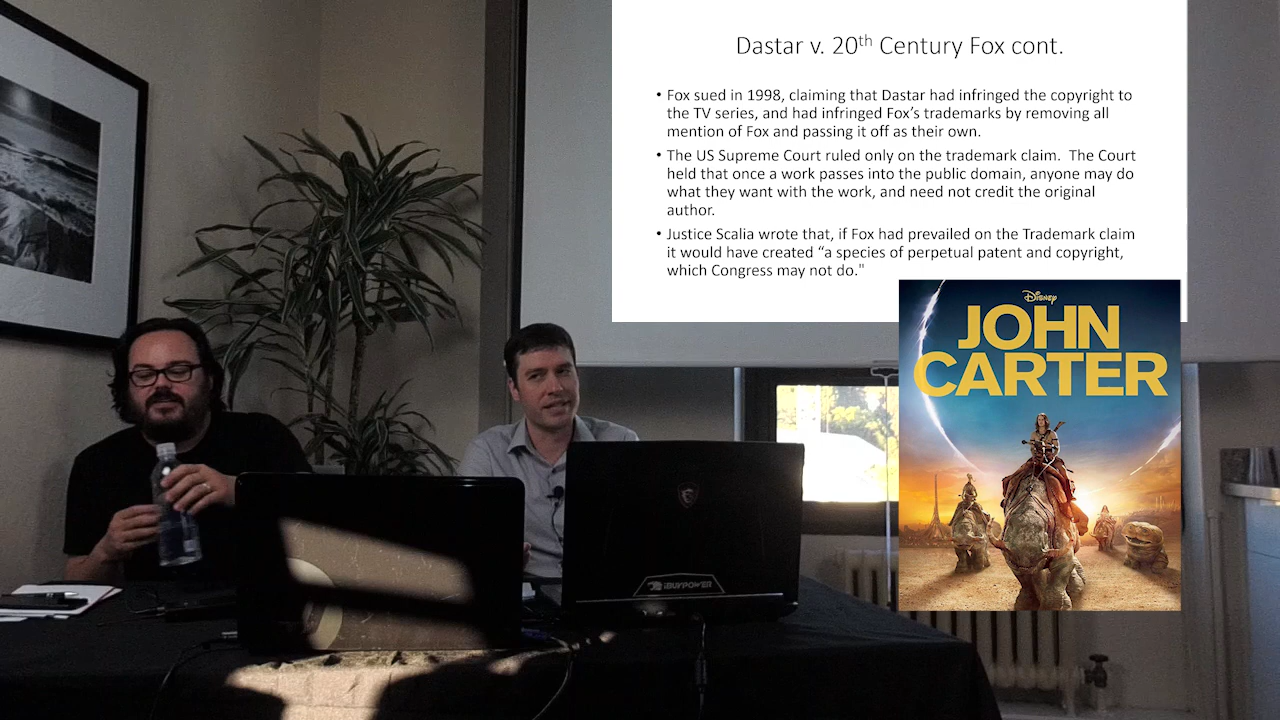 Dastar v. 20th Century Fox cont.
• Fox sued in 1998, claiming that Dastar had infringed the copyright to
the TV series, and had infringed Fox’s trademarks by removing all
mention of Fox and passing it off as their own.
• The US Supreme Court ruled only on the trademark claim.  The Court
held that once a work passes into the public domain, anyone may do
what they want with the work, and need not credit the original
author.
• Justice Scalia wrote that, if Fox had prevailed on the Trademark claim
it would have created “a species of perpetual patent and copyright,
which Congress may not do."
Disney
JOHN
CARTER
iBUYPOWER